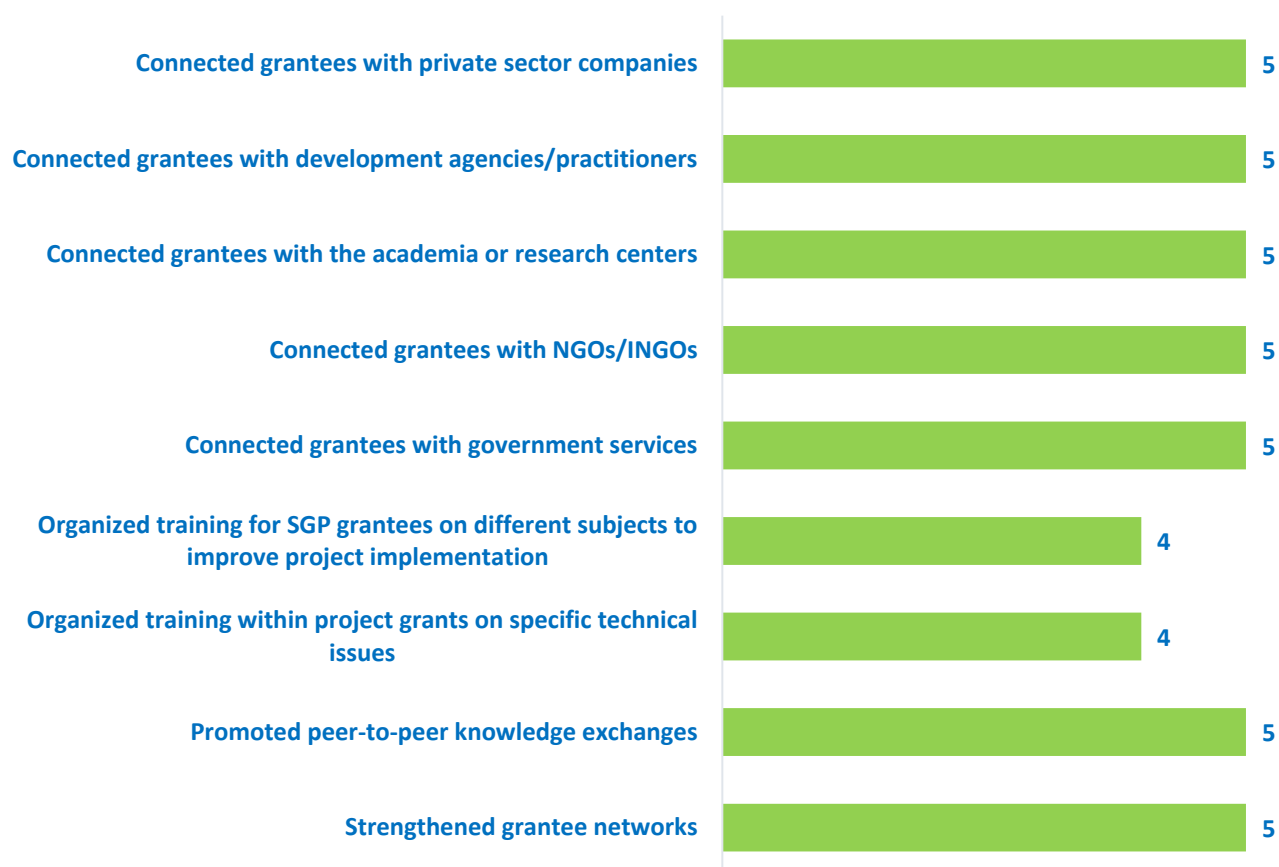 Connected grantees with private sector companies
5
Connected grantees with development agencies/practitioners
5
Connected grantees with the academia or research centers
5
Connected grantees with NGOs/INGOs
5
Connected grantees with government services
5
Organized training for SGP grantees on different subjects to
improve project implementation
4
Organized training within project grants on specific technical
issues
4
Promoted peer-to-peer knowledge exchanges
5
Strengthened grantee networks
5